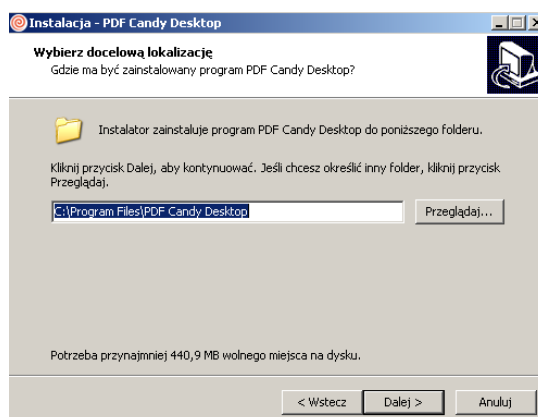 Instalacja - PDF Candy Desktop
Wybierz docelową lokalizację
Gdzie ma być zainstalowany program PDF Candy Desktop?
Instalator zainstaluje program PDF Candy Desktop do poniższego folderu.
Kliknij przycisk Dalej, aby kontynuować. Jeśli chcesz określić inny folder, kliknij przycisk
Przeglądaj.
C:\Program Files\PDF Candy Desktop
Przeglądaj...
Potrzeba przynajmniej 440,9 MB wolnego miejsca na dysku.
< Wstecz
Dalej >
Anuluj